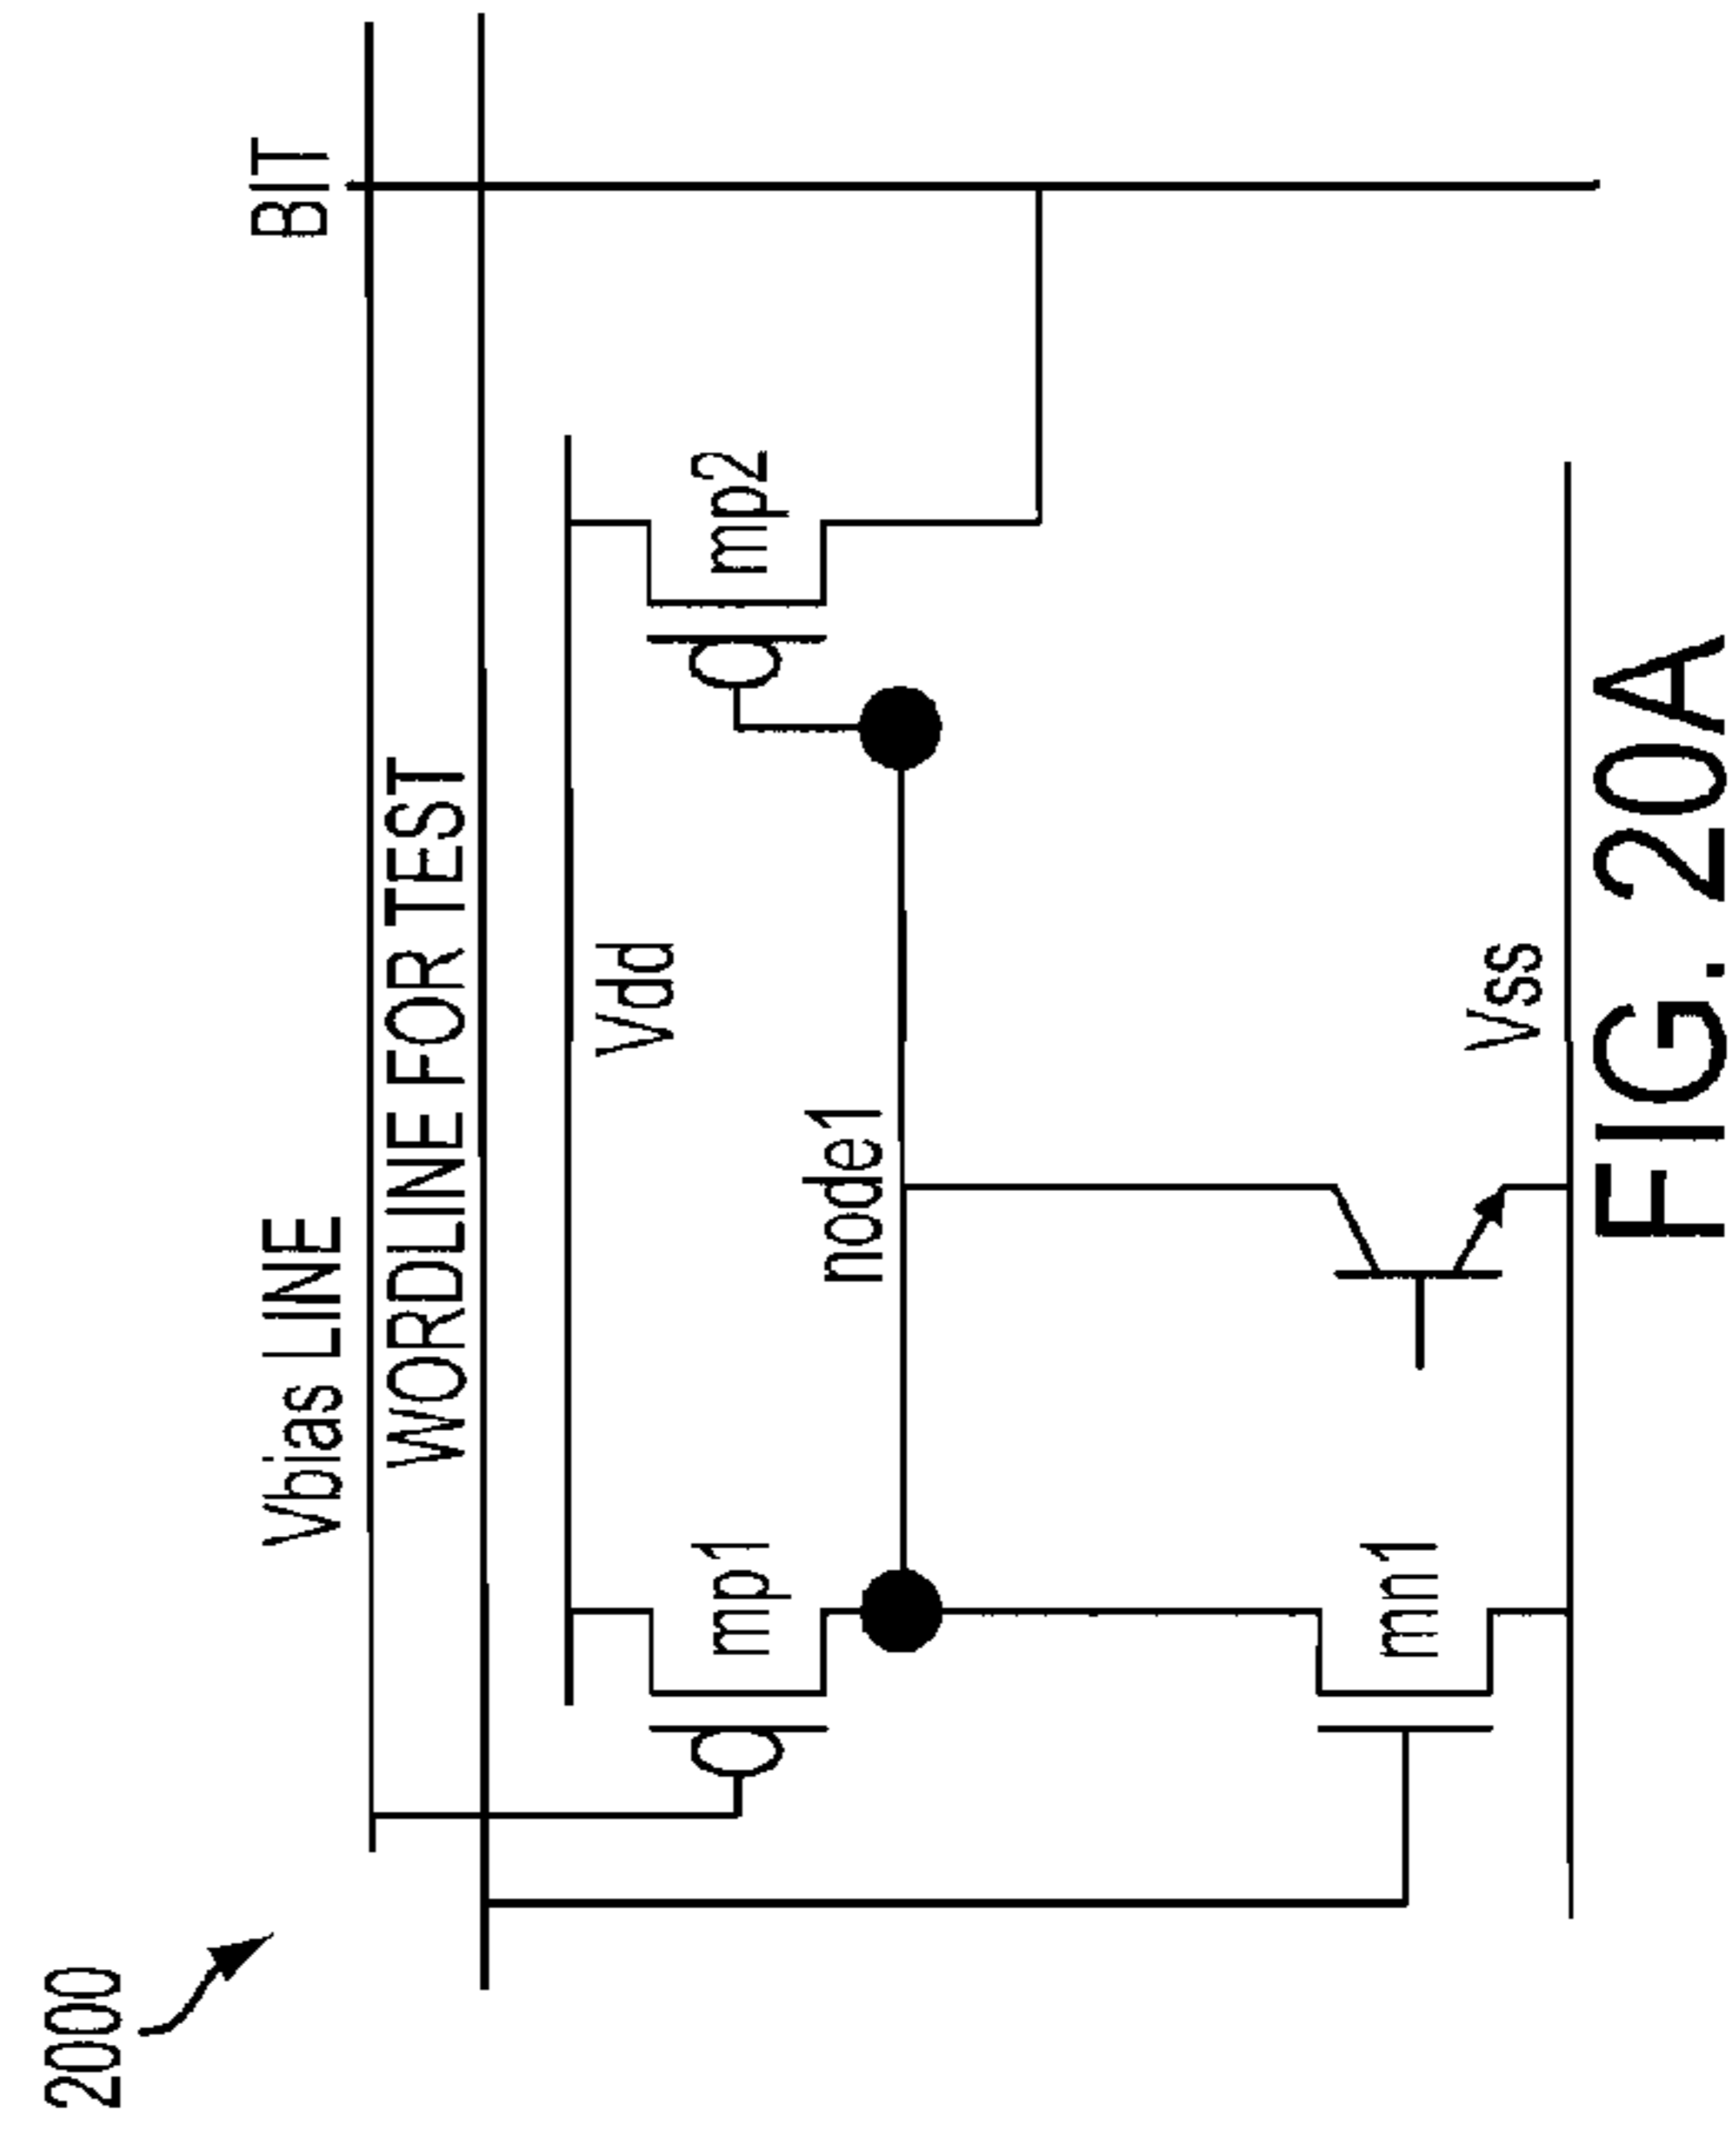 2000
Vbias LINE
BIT
WORDLINE FOR TEST
Vdd
mp1
mp2
node1
mn1
Vss
FIG. 20A